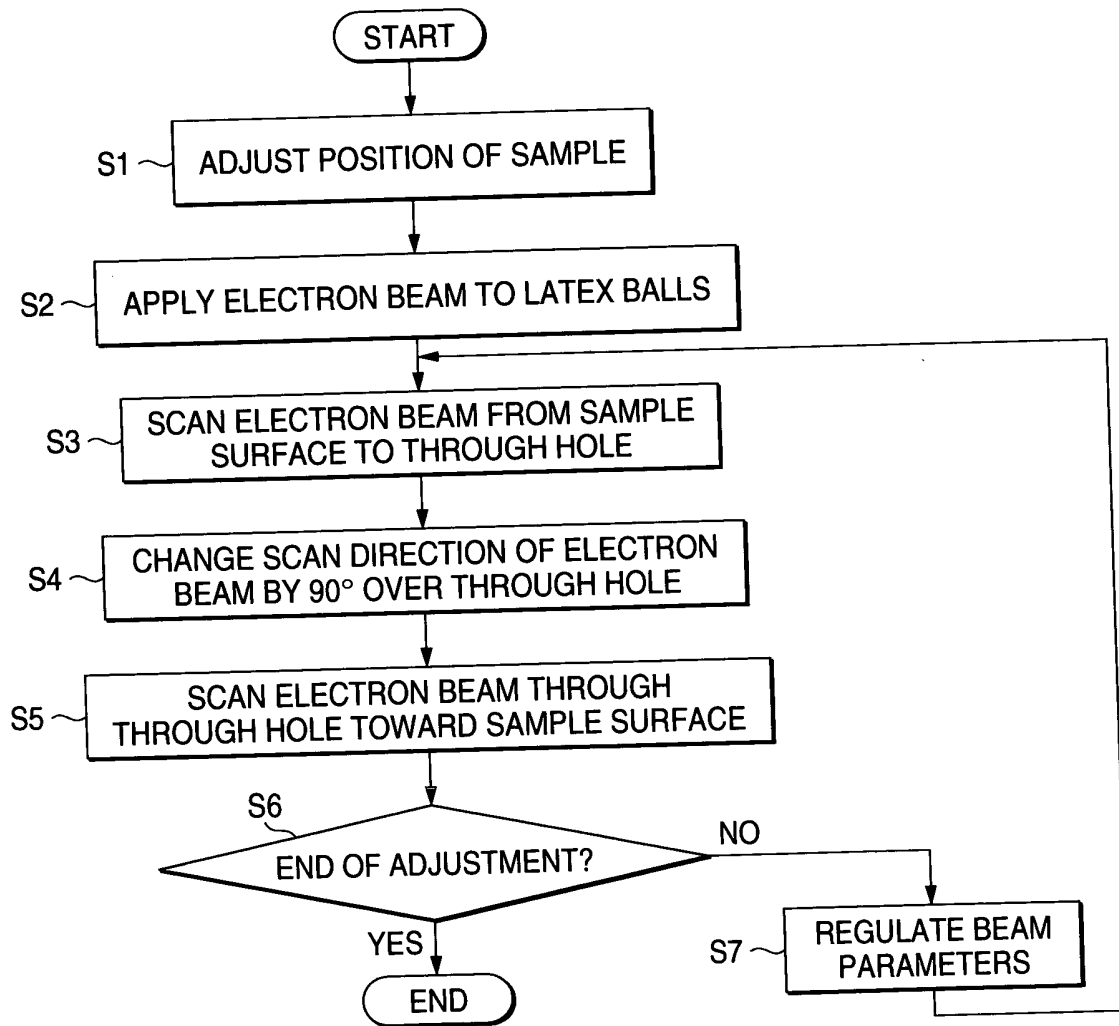 START
S1
ADJUST POSITION OF SAMPLE
S2
APPLY ELECTRON BEAM TO LATEX BALLS
S3
SCAN ELECTRON BEAM FROM SAMPLE
SURFACE TO THROUGH HOLE
S4
CHANGE SCAN DIRECTION OF ELECTRON
BEAM BY 90° OVER THROUGH HOLE
S5
SCAN ELECTRON BEAM THROUGH
THROUGH HOLE TOWARD SAMPLE SURFACE
S6
END OF ADJUSTMENT?
NO
YES
S7
REGULATE BEAM
PARAMETERS
END